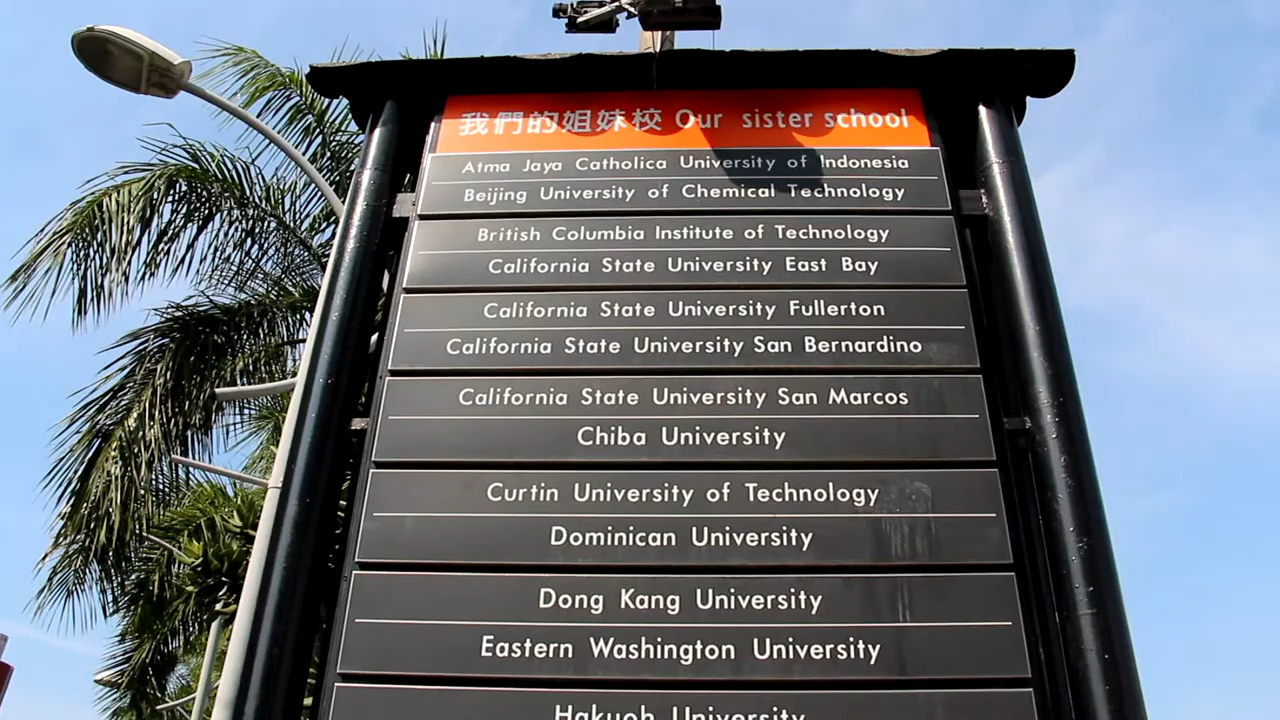 我們的姐妹校 Our sister school
Atma Jaya Catholica University of Indonesia
Beijing University of Chemical Technology
British Columbia Institute of Technology
California State University East Bay
California State University Fullerton
California State University San Bernardino
California State University San Marcos
Chiba University
Curtin University of Technology
Dominican University
Dong Kang University
Eastern Washington University
Hakuoh University